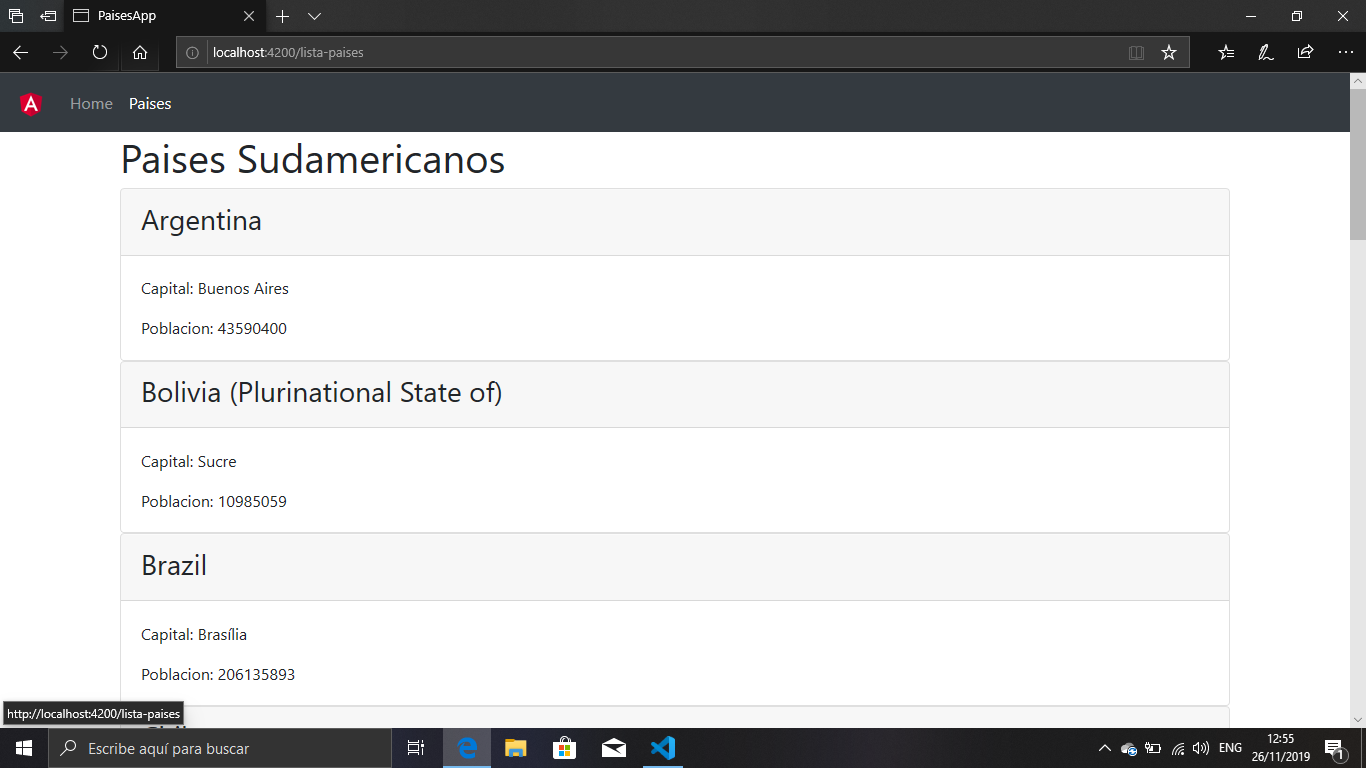 PaisesApp
localhost:4200/lista-paises
A
Home Paises
Paises Sudamericanos
Argentina
Capital: Buenos Aires
Poblacion: 43590400
Bolivia (Plurinational State of)
Capital: Sucre
Poblacion: 10985059
Brazil
Capital: Brasília
Poblacion: 206135893
http://localhost:4200/lista-paises
Escribe aquí para buscar
ENG
12:55
26/11/2019
1